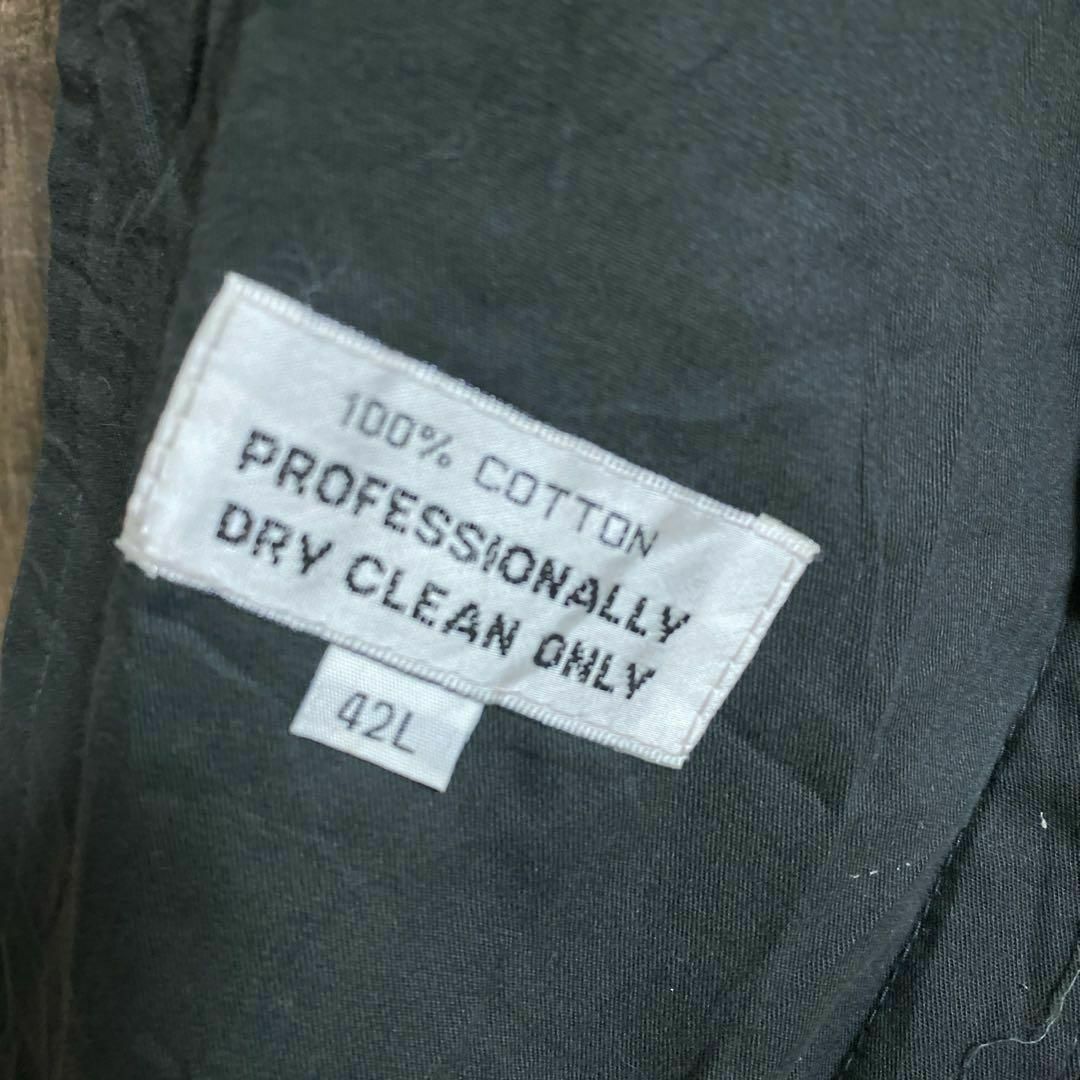 100% COTTON
PROFESSIONALLY
DRY CLEAN ONLY
42L